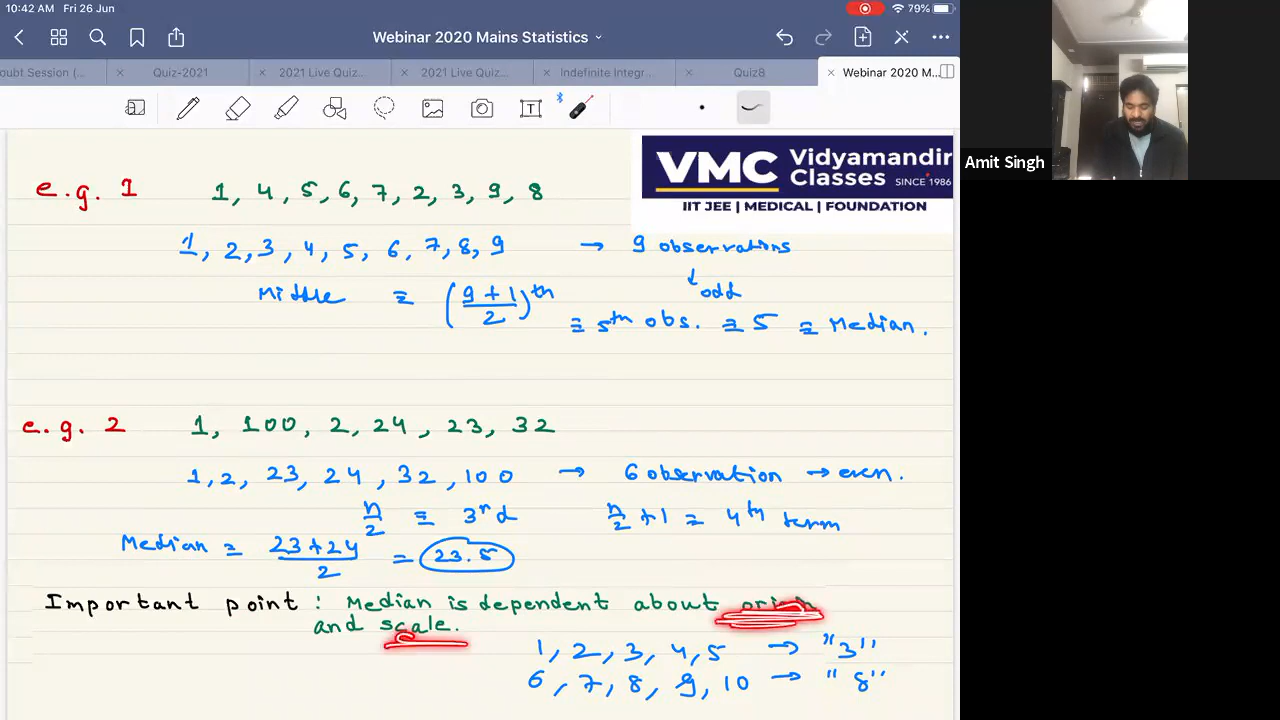 10:42 AM Fri 26 Jun
79%
Webinar 2020 Mains Statistics
oubt Session (...
Quiz-2021
2021 Live Quiz...
2021 Live Quiz...
Indefinite Integr...
Quiz8
Webinar 2020 M...
T
VMC Vidyamandir Classes SINCE 1986
IIT JEE | MEDICAL | FOUNDATION
Amit Singh
e.g. 1 1, 4, 5, 6, 7, 2, 3, 9, 8
1, 2, 3, 4, 5, 6, 7, 8, 9 → 9 observations
↓ odd
Middle ≡ ((9+1)/2)th
≡ 5th obs. ≡ 5 ≡ Median.
e.g. 2 1, 100, 2, 24, 23, 32
1, 2, 23, 24, 32, 100 → 6 observation → even.
n/2 ≡ 3rd n/2 + 1 = 4th term
Median = (23+24)/2 = 23.5
Important point : Median is dependent about origin
and scale.
1, 2, 3, 4, 5 → "3"
6, 7, 8, 9, 10 → "8"